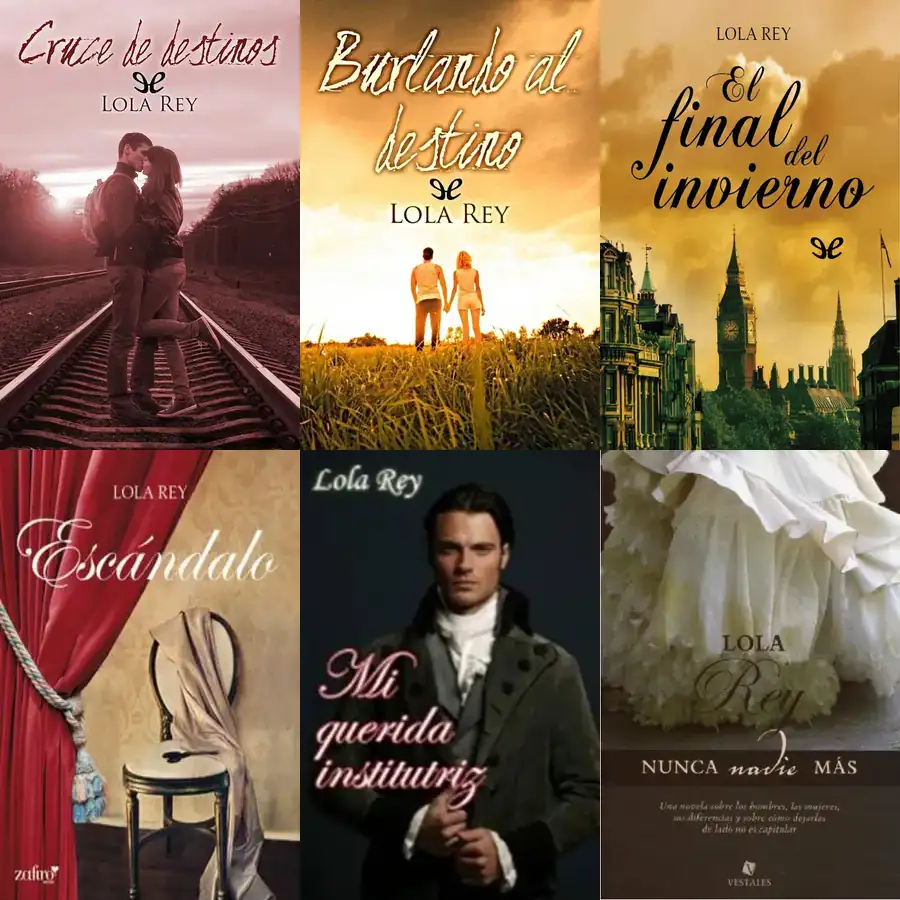 Cruce de destinos
LOLA REY
Burlando al
destino
LOLA REY
LOLA REY
El
final
del
invierno
LOLA REY
Escándalo
zafiro
Lola Rey
Mi
querida
institutriz
LOLA
Rey
NUNCA nadie MÁS
Una novela sobre los hombres, las mujeres,
sus diferencias y sobre cómo dejarlas
de lado no es capitular
VESTALES